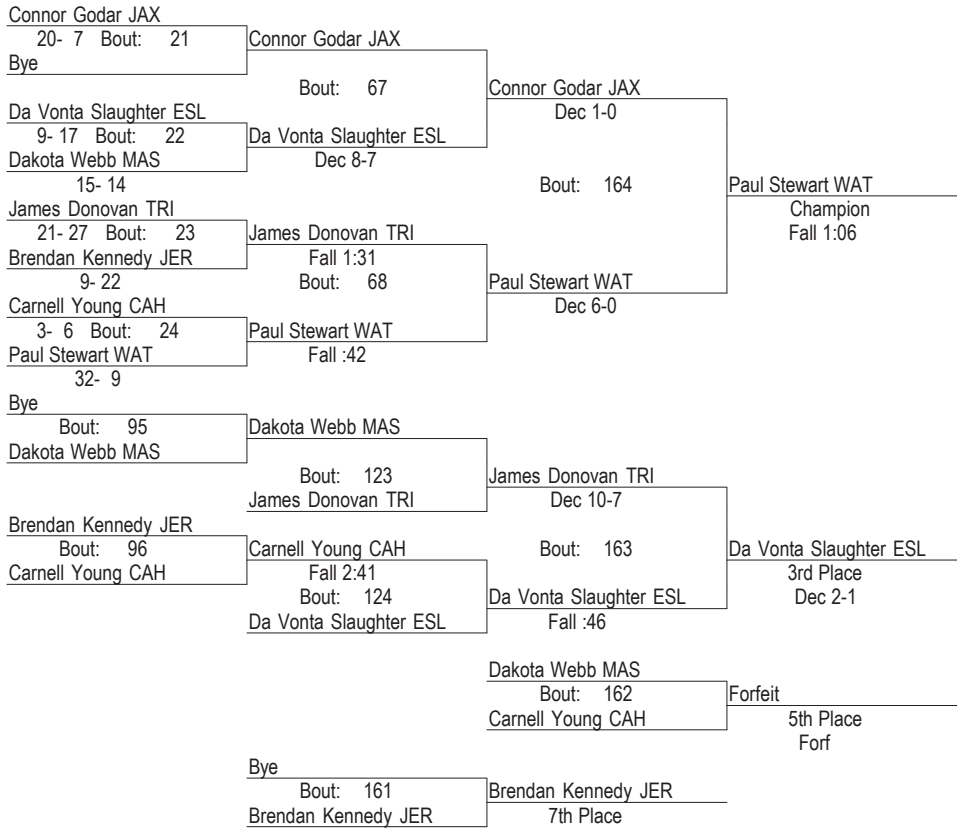 Connor Godar JAX
20- 7 Bout: 21
Bye
Connor Godar JAX
Bout: 67
Da Vonta Slaughter ESL
9- 17 Bout: 22
Dakota Webb MAS
15- 14
Da Vonta Slaughter ESL
Dec 8-7
Connor Godar JAX
Dec 1-0
Bout: 164
James Donovan TRI
21- 27 Bout: 23
Brendan Kennedy JER
9- 22
James Donovan TRI
Fall 1:31
Bout: 68
Carnell Young CAH
3- 6 Bout: 24
Paul Stewart WAT
32- 9
Paul Stewart WAT
Fall :42
Paul Stewart WAT
Dec 6-0
Paul Stewart WAT
Champion
Fall 1:06
Bye
Bout: 95
Dakota Webb MAS
Dakota Webb MAS
Bout: 123
James Donovan TRI
James Donovan TRI
Dec 10-7
Bout: 163
Brendan Kennedy JER
Bout: 96
Carnell Young CAH
Carnell Young CAH
Fall 2:41
Bout: 124
Da Vonta Slaughter ESL
Da Vonta Slaughter ESL
Fall :46
Da Vonta Slaughter ESL
3rd Place
Dec 2-1
Dakota Webb MAS
Bout: 162
Carnell Young CAH
Forfeit
5th Place
Forf
Bye
Bout: 161
Brendan Kennedy JER
Brendan Kennedy JER
7th Place